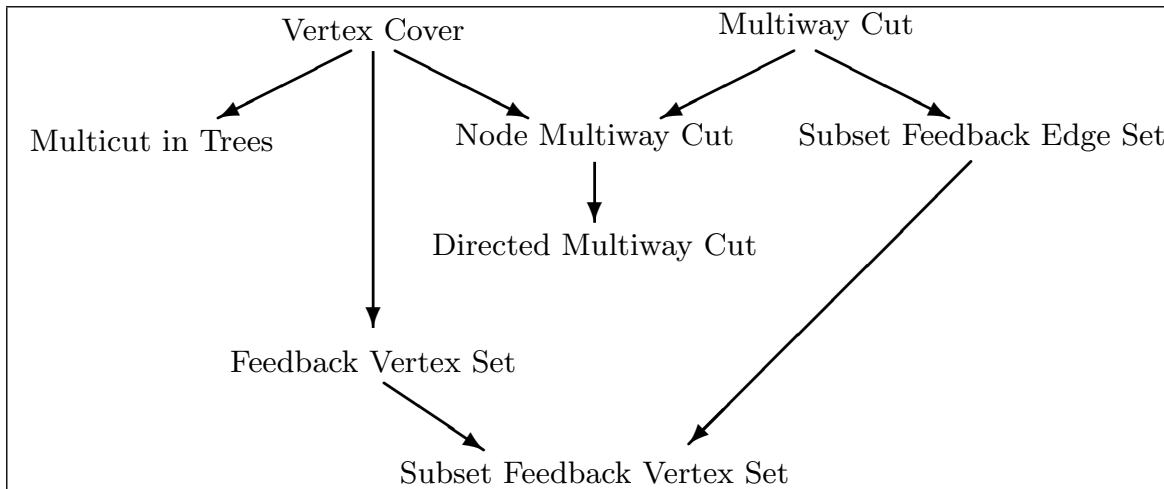 Vertex Cover
Multiway Cut
Multicut in Trees
Node Multiway Cut
Subset Feedback Edge Set
Directed Multiway Cut
Feedback Vertex Set
Subset Feedback Vertex Set